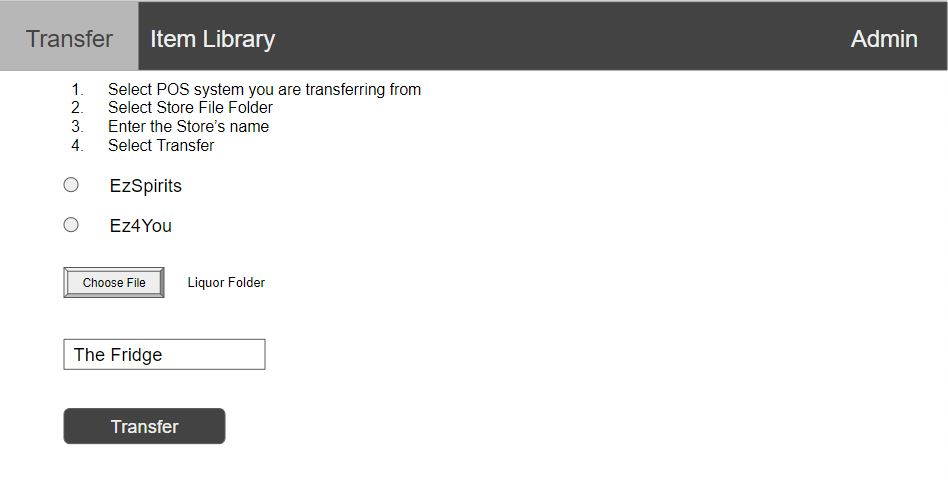 Transfer Item Library Admin
1. Select POS system you are transferring from
2. Select Store File Folder
3. Enter the Store’s name
4. Select Transfer
EzSpirits
Ez4You
Choose File Liquor Folder
The Fridge
Transfer